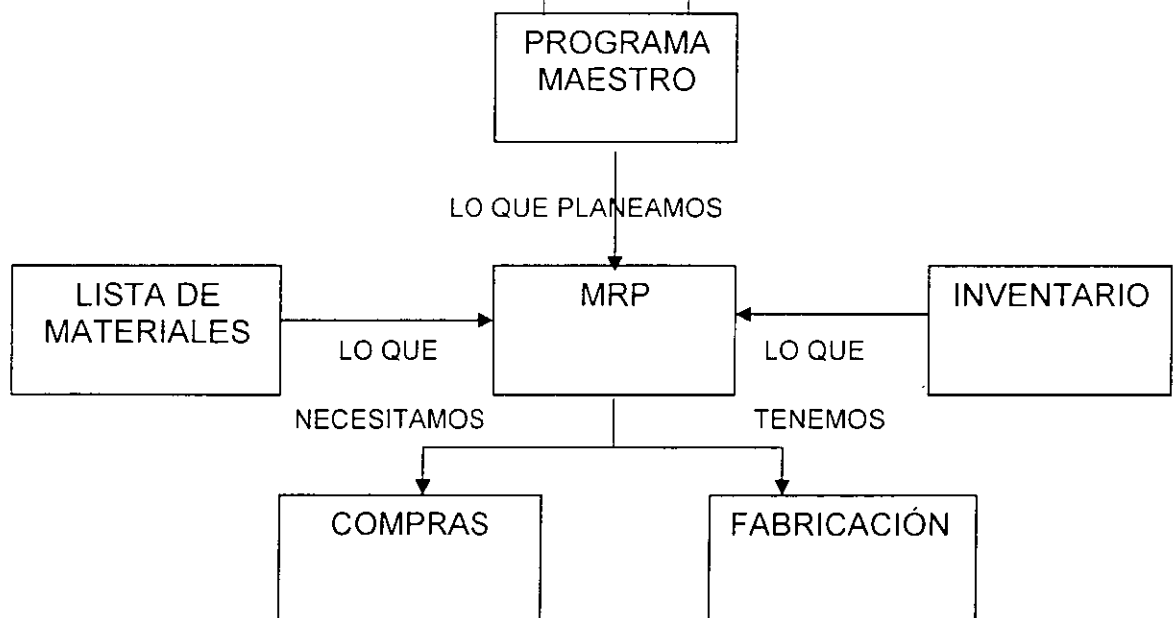 PROGRAMA
MAESTRO
LO QUE PLANEAMOS
LISTA DE
MATERIALES
LO QUE
NECESITAMOS
MRP
INVENTARIO
LO QUE
TENEMOS
COMPRAS
FABRICACIÓN